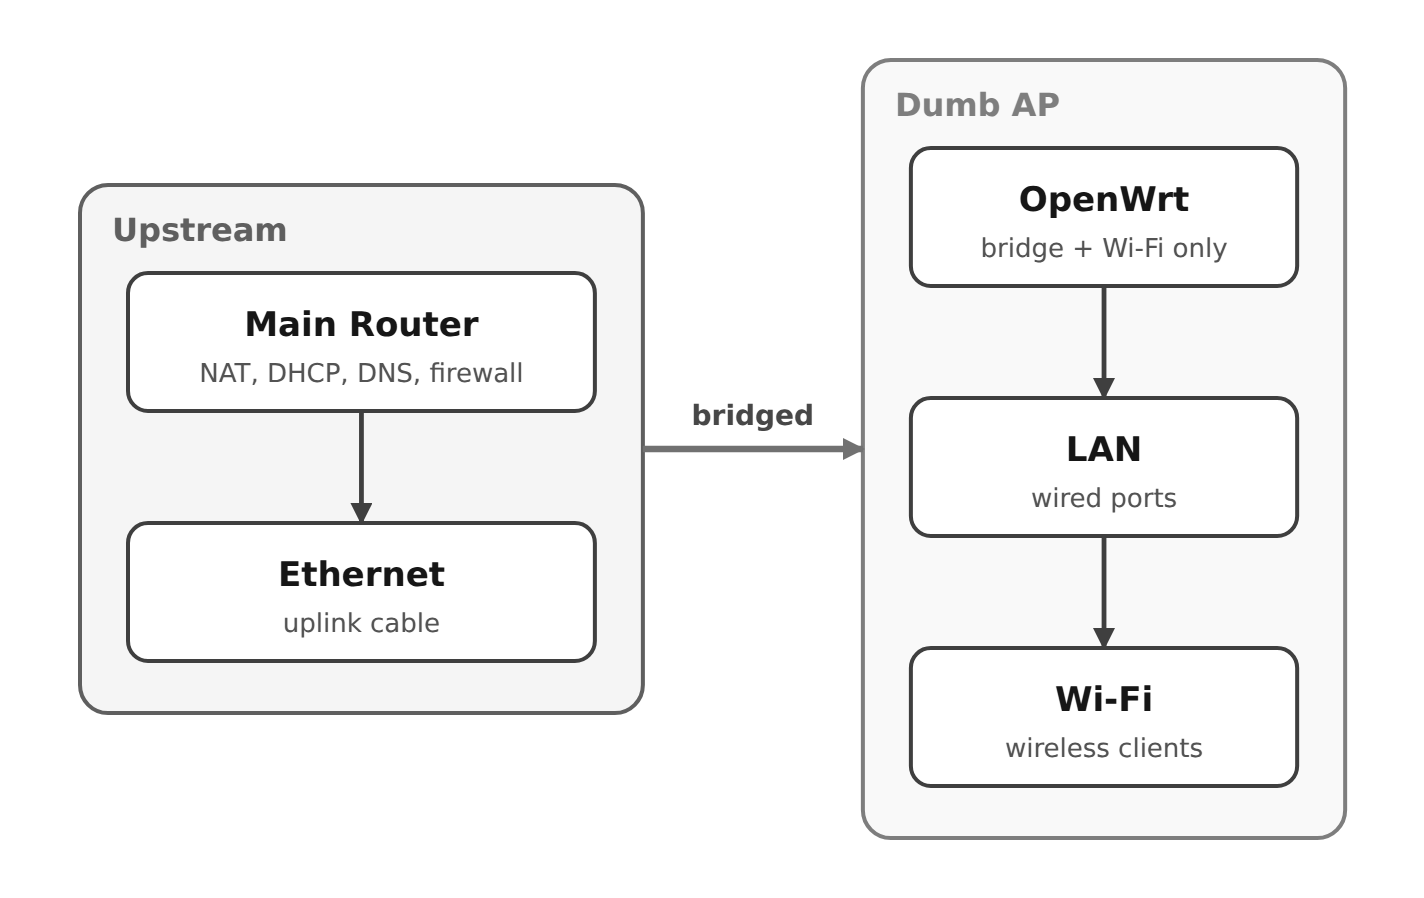 Upstream
Main Router
NAT, DHCP, DNS, firewall
Ethernet
uplink cable
bridged
Dumb AP
OpenWrt
bridge + Wi-Fi only
LAN
wired ports
Wi-Fi
wireless clients